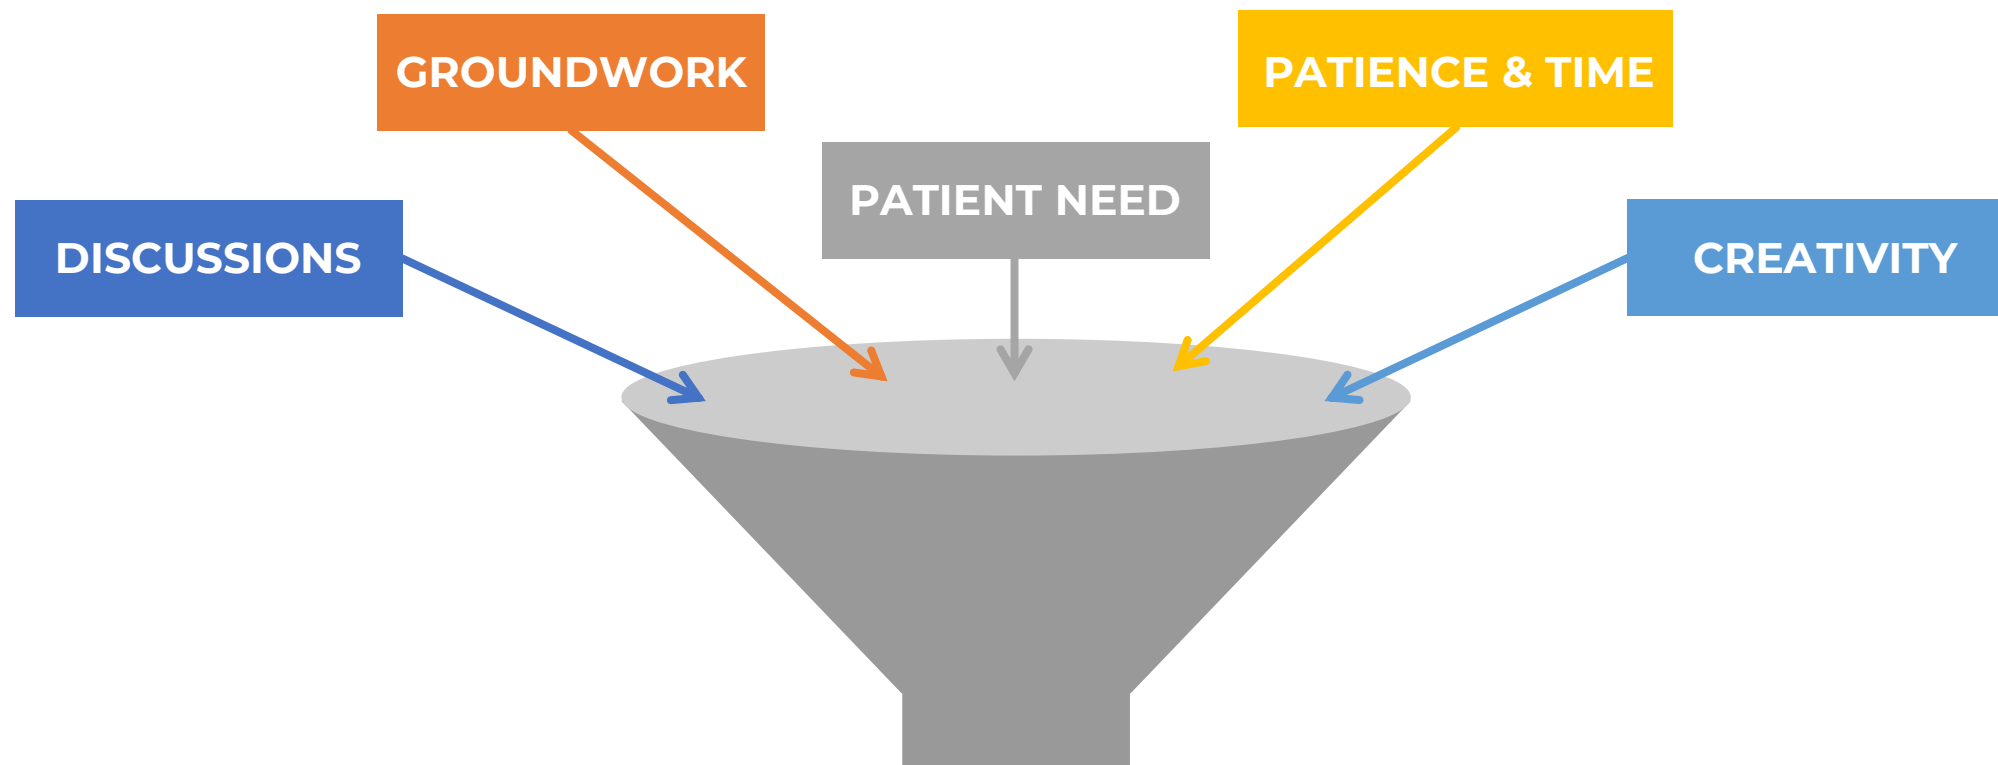 DISCUSSIONS
GROUNDWORK
PATIENT NEED
PATIENCE & TIME
CREATIVITY